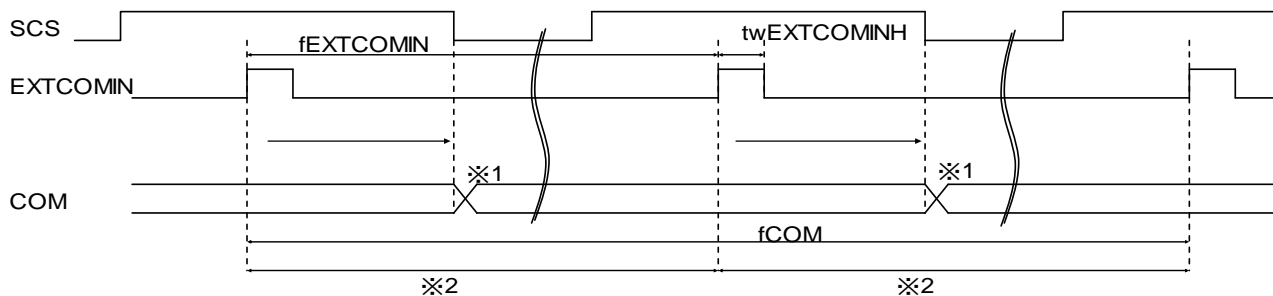 SCS
fEXTCOMIN
twEXTCOMINH
EXTCOMIN
※1
※1
COM
fCOM
※2
※2